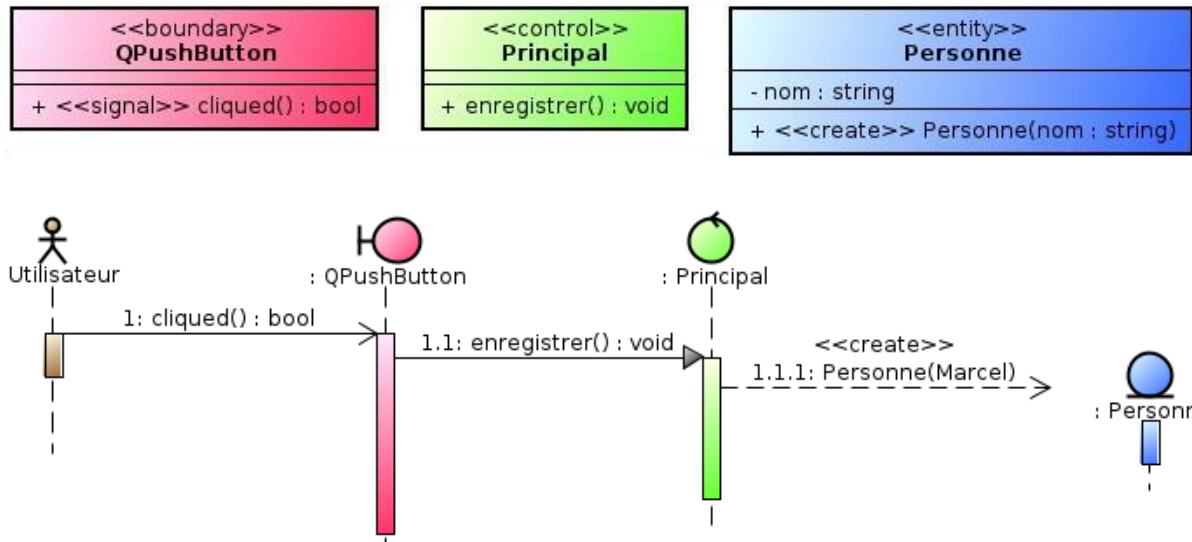 <<boundary>>
QPushButton
+ <<signal>> cliqued() : bool
<<control>>
Principal
+ enregistrer() : void
<<entity>>
Personne
- nom : string
+ <<create>> Personne(nom : string)
Utilisateur
: QPushButton
: Principal
1: cliqued() : bool
1.1: enregistrer() : void
<<create>>
1.1.1: Personne(Marcel)
: Personn